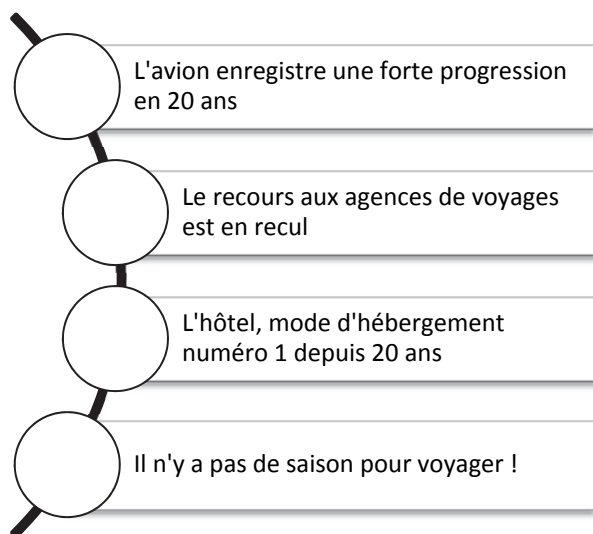 L'avion enregistre une forte progression
en 20 ans
Le recours aux agences de voyages
est en recul
L'hôtel, mode d'hébergement
numéro 1 depuis 20 ans
Il n'y a pas de saison pour voyager !